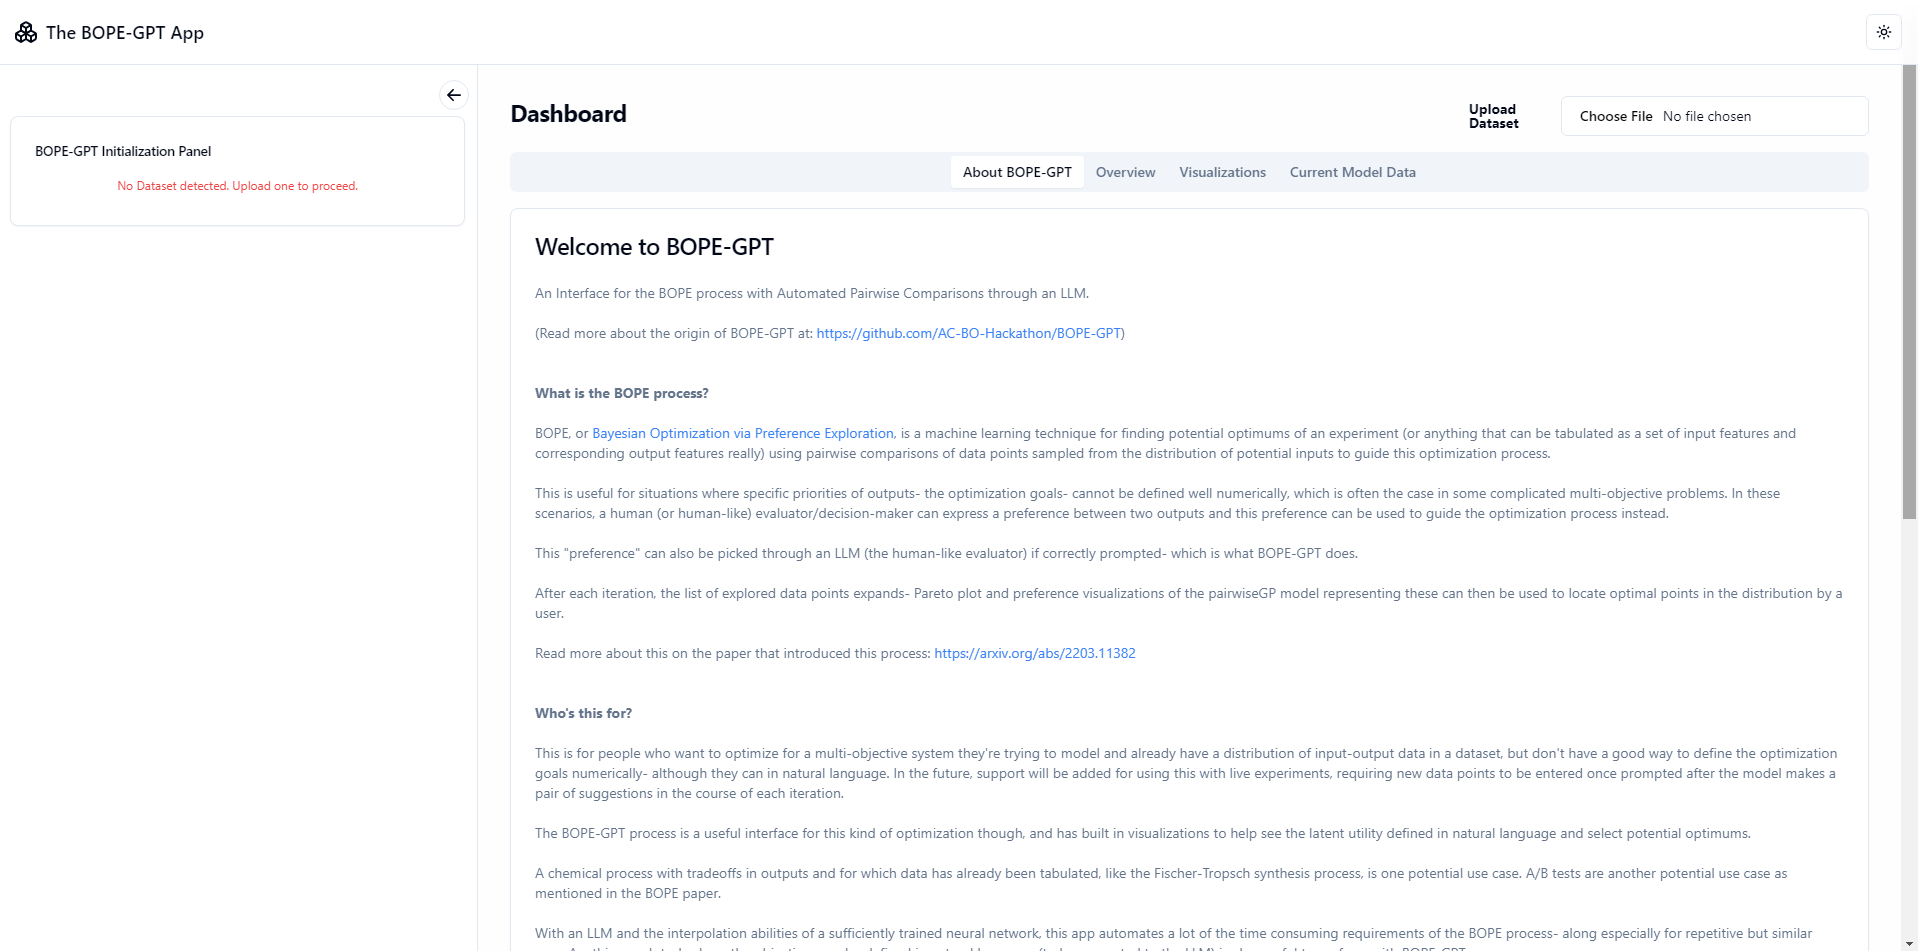 The BOPE-GPT App
BOPE-GPT Initialization Panel
No Dataset detected. Upload one to proceed.
Dashboard
Upload
Dataset
Choose File No file chosen
About BOPE-GPT
Overview
Visualizations
Current Model Data
Welcome to BOPE-GPT
An Interface for the BOPE process with Automated Pairwise Comparisons through an LLM.
(Read more about the origin of BOPE-GPT at: https://github.com/AC-BO-Hackathon/BOPE-GPT)
What is the BOPE process?
BOPE, or Bayesian Optimization via Preference Exploration, is a machine learning technique for finding potential optimums of an experiment (or anything that can be tabulated as a set of input features and
corresponding output features really) using pairwise comparisons of data points sampled from the distribution of potential inputs to guide this optimization process.
This is useful for situations where specific priorities of outputs- the optimization goals- cannot be defined well numerically, which is often the case in some complicated multi-objective problems. In these
scenarios, a human (or human-like) evaluator/decision-maker can express a preference between two outputs and this preference can be used to guide the optimization process instead.
This "preference" can also be picked through an LLM (the human-like evaluator) if correctly prompted- which is what BOPE-GPT does.
After each iteration, the list of explored data points expands- Pareto plot and preference visualizations of the pairwiseGP model representing these can then be used to locate optimal points in the distribution by a
user.
Read more about this on the paper that introduced this process: https://arxiv.org/abs/2203.11382
Who's this for?
This is for people who want to optimize for a multi-objective system they're trying to model and already have a distribution of input-output data in a dataset, but don't have a good way to define the optimization
goals numerically- although they can in natural language. In the future, support will be added for using this with live experiments, requiring new data points to be entered once prompted after the model makes a
pair of suggestions in the course of each iteration.
The BOPE-GPT process is a useful interface for this kind of optimization though, and has built in visualizations to help see the latent utility defined in natural language and select potential optimums.
A chemical process with tradeoffs in outputs and for which data has already been tabulated, like the Fischer-Tropsch synthesis process, is one potential use case. A/B tests are another potential use case as
mentioned in the BOPE paper.
With an LLM and the interpolation abilities of a sufficiently trained neural network, this app automates a lot of the time consuming requirements of the BOPE process- along especially for repetitive but similar